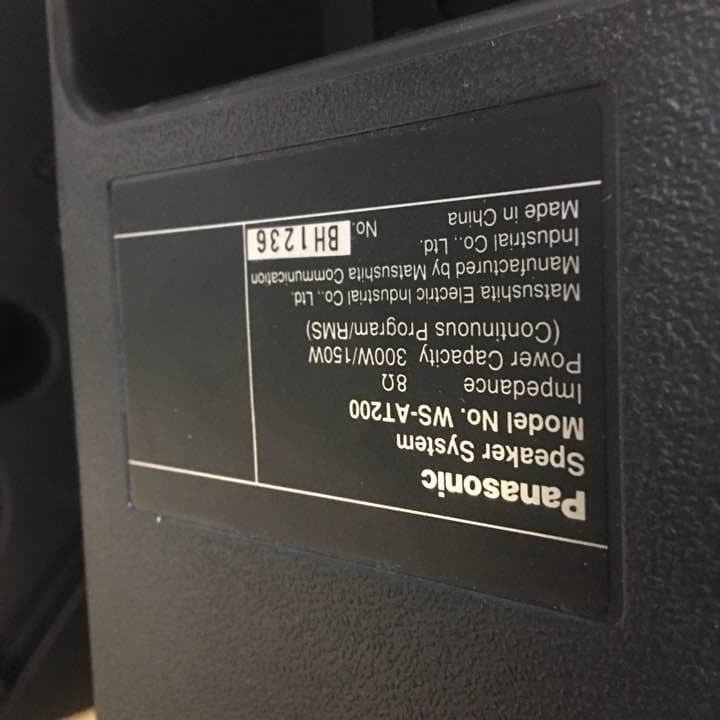 Panasonic
Speaker System
Model No. WS-AT200
Impedance 8Ω
Power Capacity 300W/150W
(Continuous Program/RMS)
Matsushita Electric Industrial Co., Ltd.
Manufactured by Matsushita Communication
Industrial Co., Ltd.
Made in China
No. BH1236